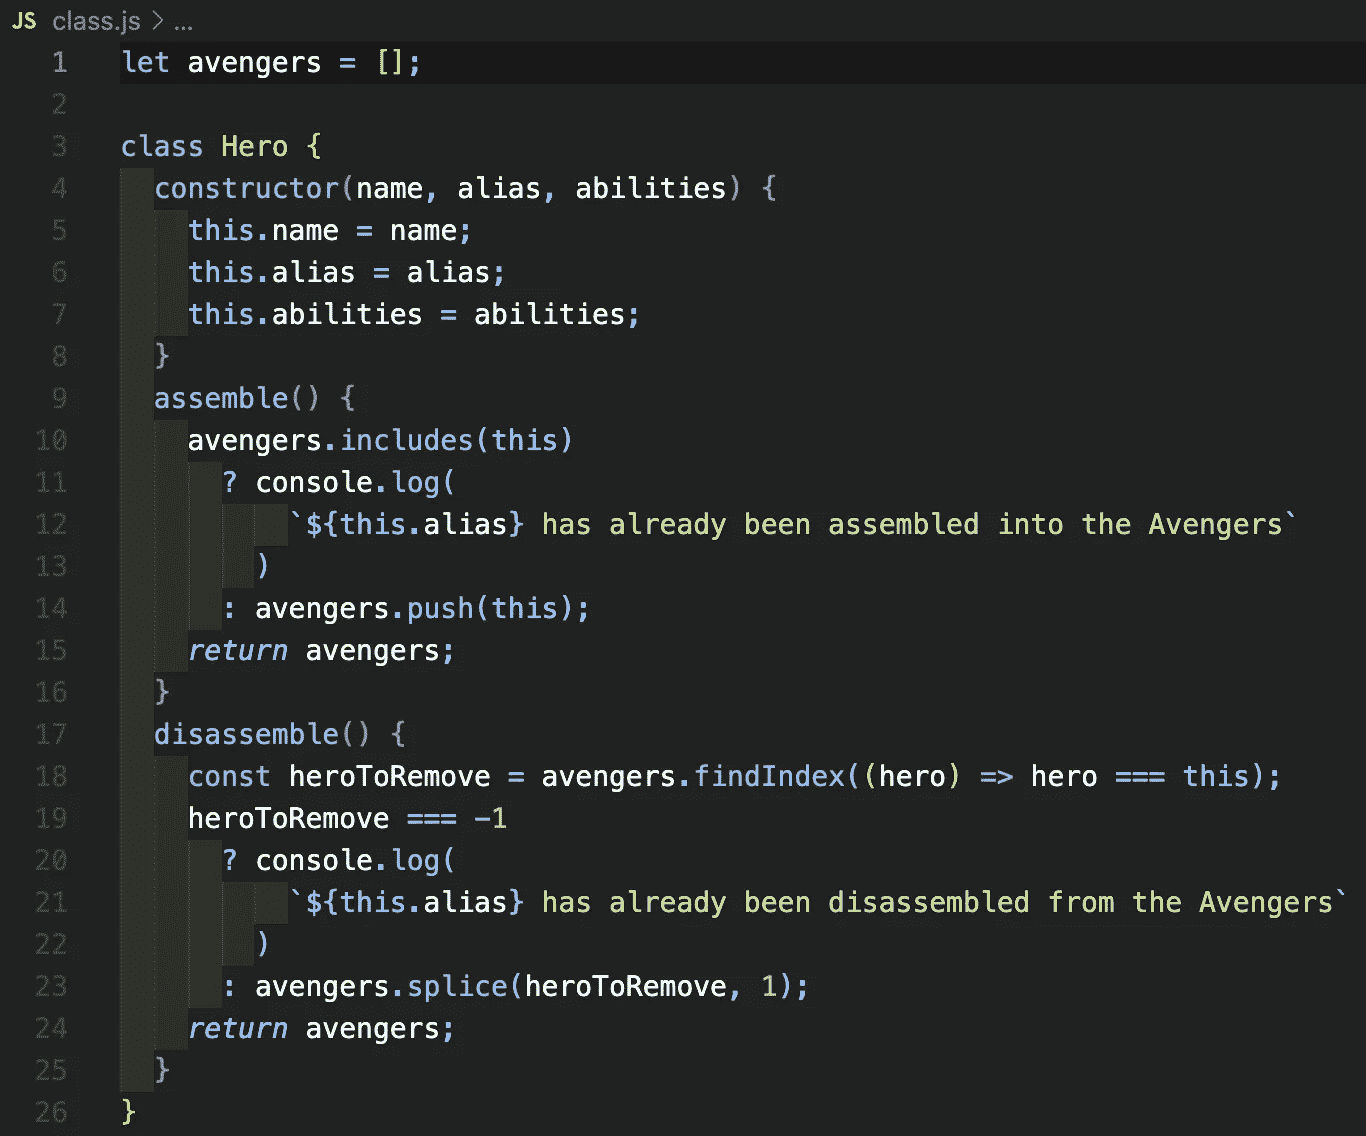 JS class.js > ...
1 let avengers = [];
2
3 class Hero {
4   constructor(name, alias, abilities) {
5     this.name = name;
6     this.alias = alias;
7     this.abilities = abilities;
8   }
9   assemble() {
10     avengers.includes(this)
11       ? console.log(
12           `${this.alias} has already been assembled into the Avengers`
13         )
14       : avengers.push(this);
15     return avengers;
16   }
17   disassemble() {
18     const heroToRemove = avengers.findIndex((hero) => hero === this);
19     heroToRemove === -1
20       ? console.log(
21           `${this.alias} has already been disassembled from the Avengers`
22         )
23       : avengers.splice(heroToRemove, 1);
24     return avengers;
25   }
26 }